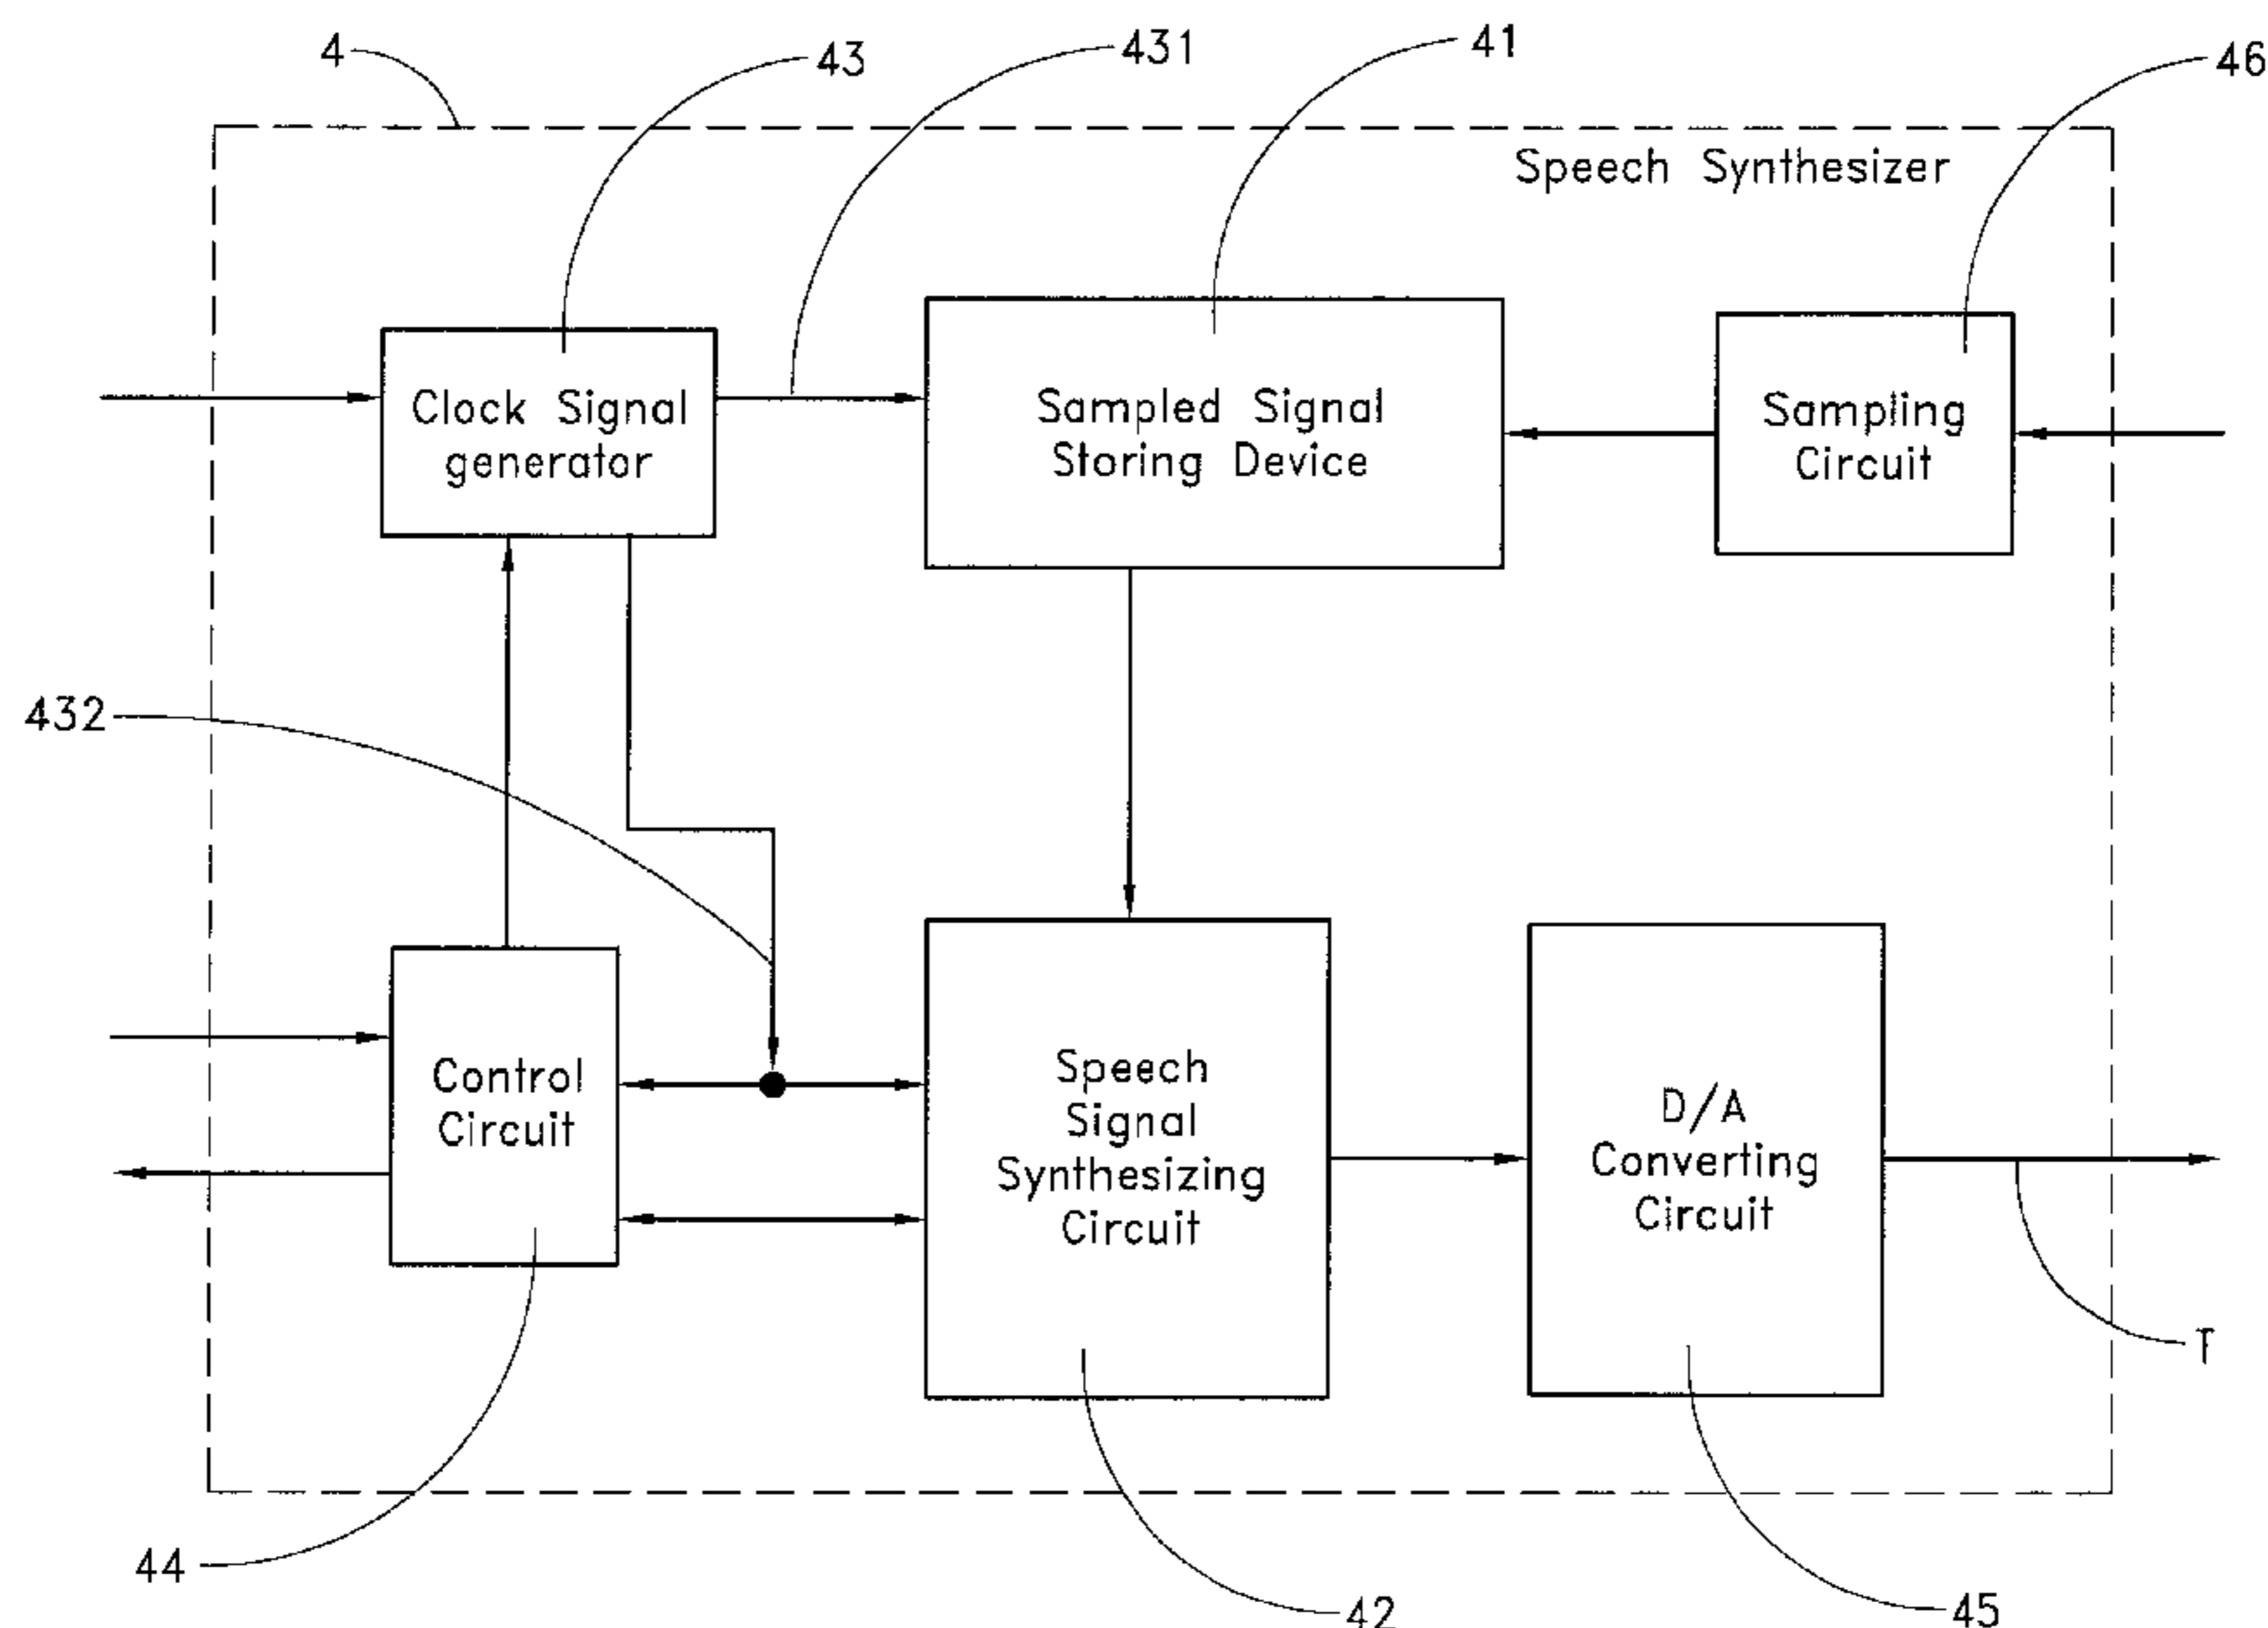 4
43
431
41
46
Speech Synthesizer
Clock Signal
generator
Sampled Signal
Storing Device
Sampling
Circuit
432
Control
Circuit
Speech
Signal
Synthesizing
Circuit
D/A
Converting
Circuit
T
44
42
45